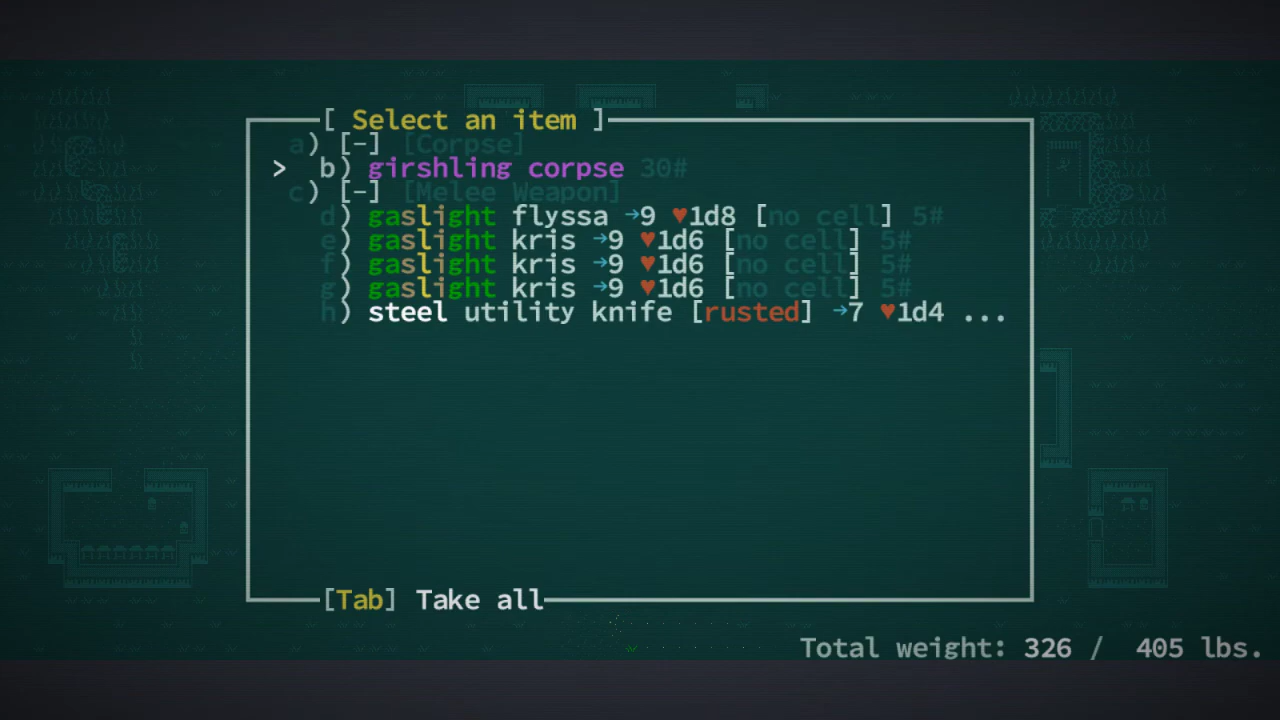 [ Select an item ]
a) [-] [Corpse]
> b) girshling corpse 30#
c) [-] [Melee Weapon]
d) gaslight flyssa →9 ♥1d8 [no cell] 5#
e) gaslight kris →9 ♥1d6 [no cell] 5#
f) gaslight kris →9 ♥1d6 [no cell] 5#
g) gaslight kris →9 ♥1d6 [no cell] 5#
h) steel utility knife [rusted] →7 ♥1d4 ...
[Tab] Take all
Total weight: 326 / 405 lbs.